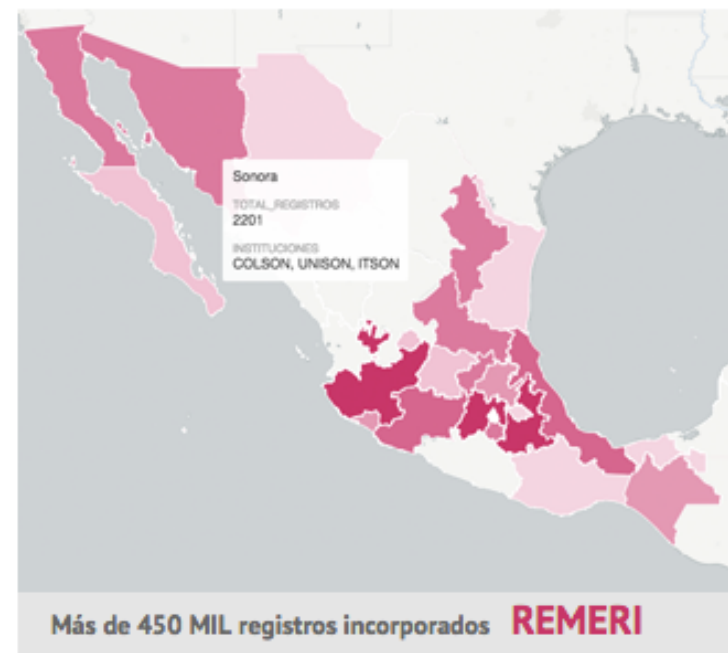 Sonora
TOTAL_REGISTROS
2201
INSTITUCIONES
COLSON, UNISON, ITSON
Más de 450 MIL registros incorporados REMERI